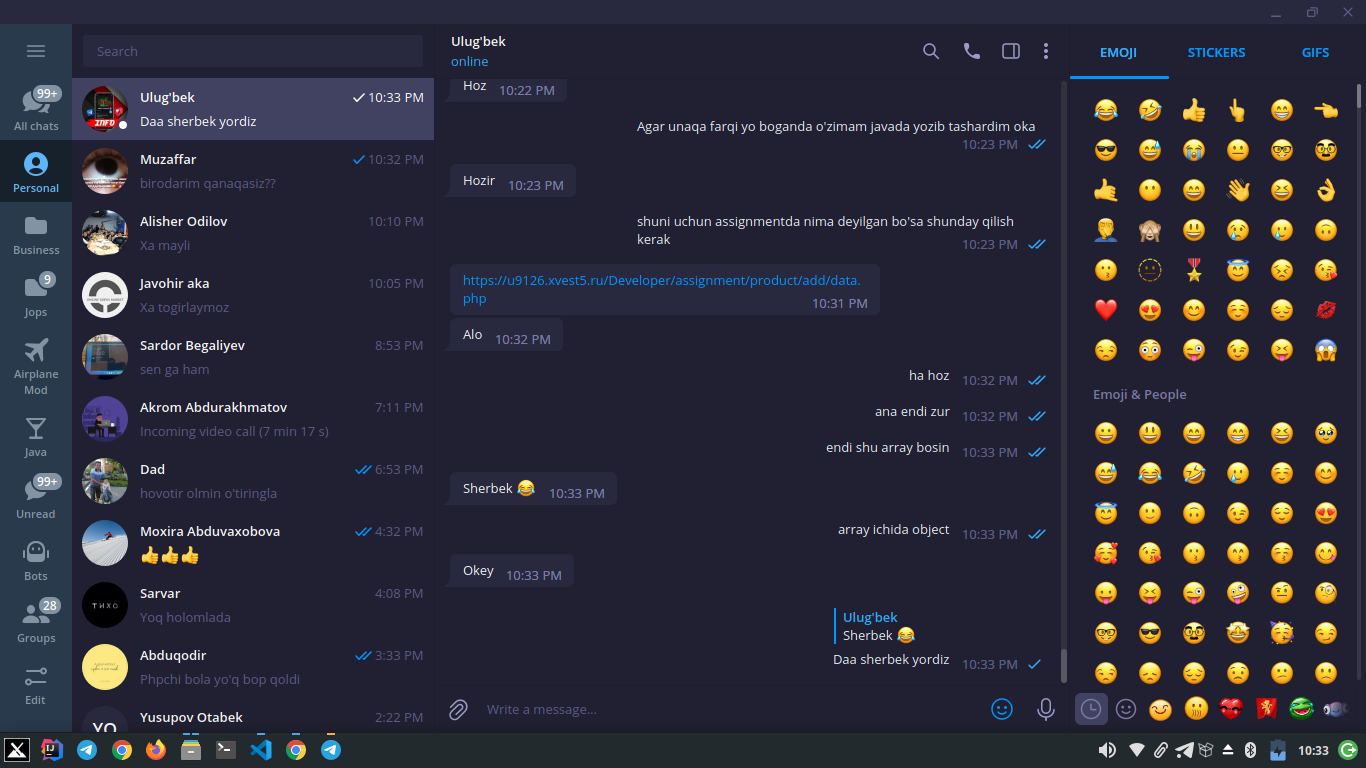 Search
99+
All chats
Personal
Business
9
Jops
Airplane
Mod
Java
99+
Unread
Bots
28
Groups
Edit
Ulug'bek 10:33 PM
Daa sherbek yordiz
INFO
Muzaffar 10:32 PM
birodarim qanaqasiz??
Alisher Odilov 10:10 PM
Xa mayli
Javohir aka 10:05 PM
Xa togirlaymoz
Sardor Begaliyev 8:53 PM
sen ga ham
Akrom Abdurakhmatov 7:11 PM
Incoming video call (7 min 17 s)
Dad 6:53 PM
hovotir olmin o'tiringla
Moxira Abduvaxobova 4:32 PM
👍👍👍
Sarvar 4:08 PM
Yoq holomlada
ТИХО
Abduqodir 3:33 PM
Phpchi bola yo'q bop qoldi
Yusupov Otabek 2:22 PM
YO
Ulug'bek
online
Hoz 10:22 PM
Agar unaqa farqi yo boganda o'zimam javada yozib tashardim oka
10:23 PM
Hozir 10:23 PM
shuni uchun assignmentda nima deyilgan bo'sa shunday qilish
kerak 10:23 PM
https://u9126.xvest5.ru/Developer/assignment/product/add/data.
php 10:31 PM
Alo 10:32 PM
ha hoz 10:32 PM
ana endi zur 10:32 PM
endi shu array bosin 10:33 PM
Sherbek 😂 10:33 PM
array ichida object 10:33 PM
Okey 10:33 PM
Ulug'bek
Sherbek 😂
Daa sherbek yordiz 10:33 PM
Write a message...
EMOJI STICKERS GIFS
Emoji & People
10:33